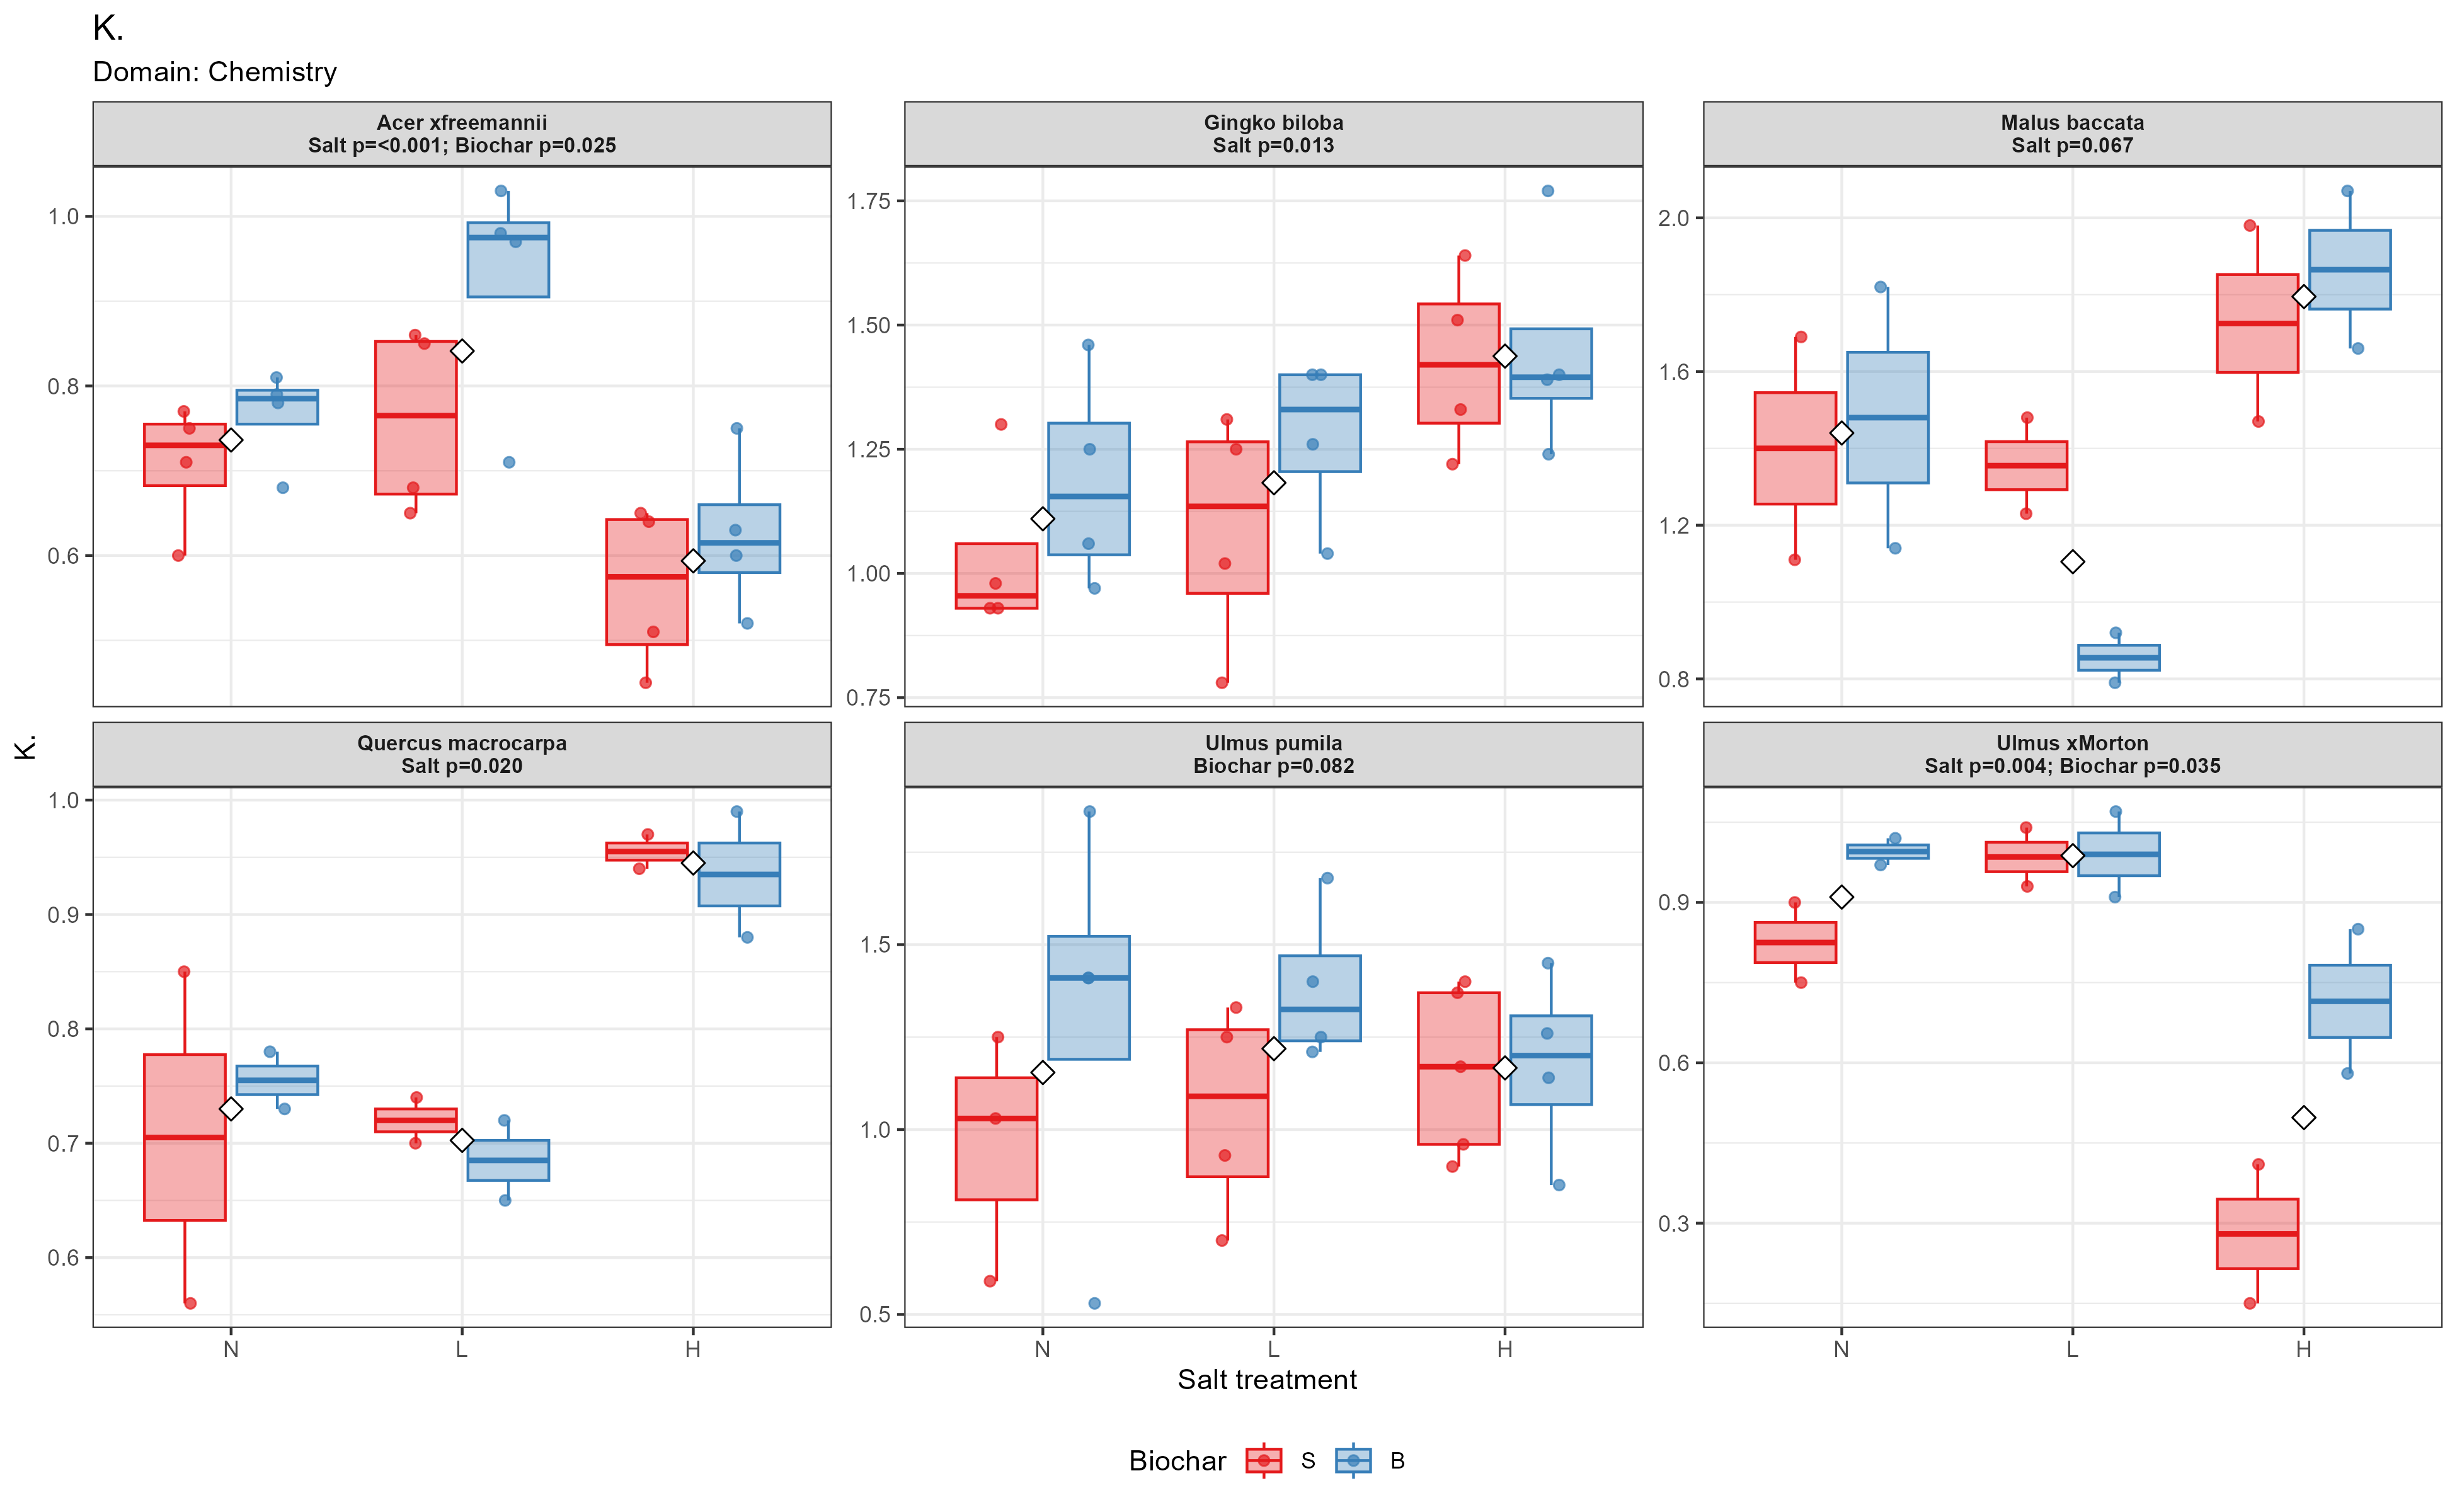 K.
Domain: Chemistry
Acer xfreemannii
Salt p=<0.001; Biochar p=0.025
Gingko biloba
Salt p=0.013
Malus baccata
Salt p=0.067
1.0
0.8
0.6
1.75
1.50
1.25
1.00
0.75
2.0
1.6
1.2
0.8
K.
Quercus macrocarpa
Salt p=0.020
Ulmus pumila
Biochar p=0.082
Ulmus xMorton
Salt p=0.004; Biochar p=0.035
1.0
0.9
0.8
0.7
0.6
1.5
1.0
0.5
0.9
0.6
0.3
N L H
N L H
N L H
Salt treatment
Biochar S B